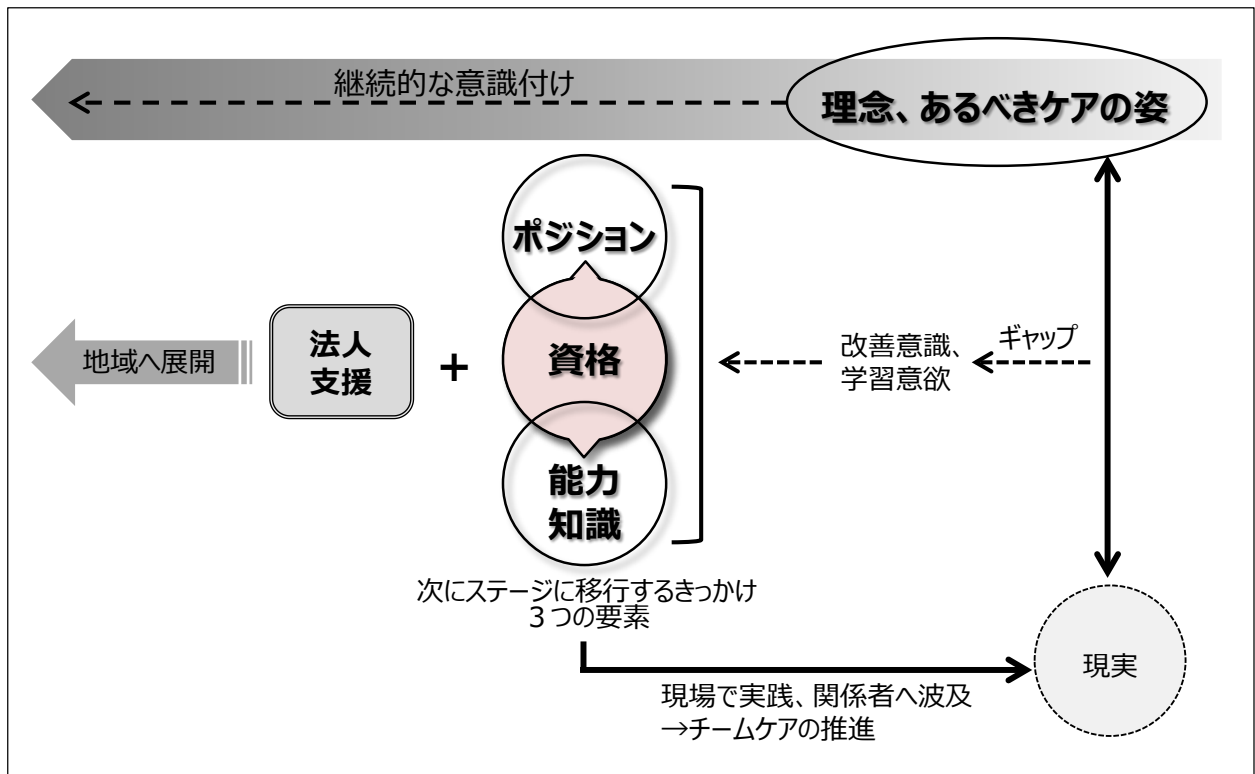 継続的な意識付け
理念、あるべきケアの姿
ポジション
資格
能力
知識
法人
支援
+
地域へ展開
改善意識、
学習意欲
ギャップ
次にステージに移行するきっかけ
３つの要素
現場で実践、関係者へ波及
→チームケアの推進
現実